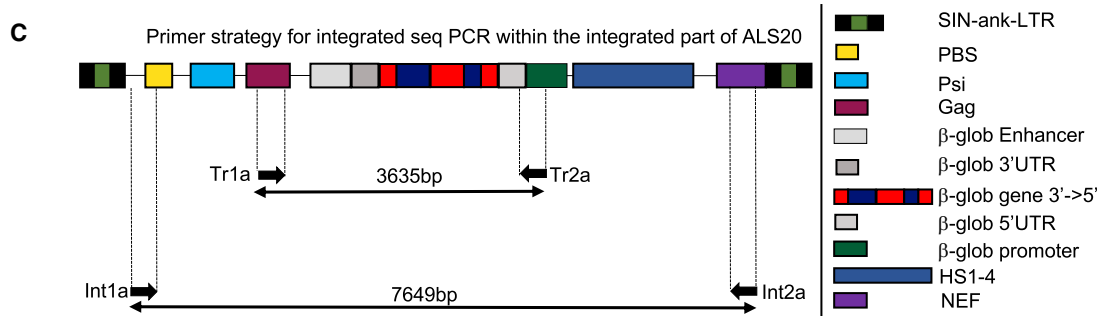 C
Primer strategy for integrated seq PCR within the integrated part of ALS20
Tr1a
3635bp
Tr2a
Int1a
7649bp
Int2a
SIN-ank-LTR
PBS
Psi
Gag
β-glob Enhancer
β-glob 3'UTR
β-glob gene 3'->5'
β-glob 5'UTR
β-glob promoter
HS1-4
NEF